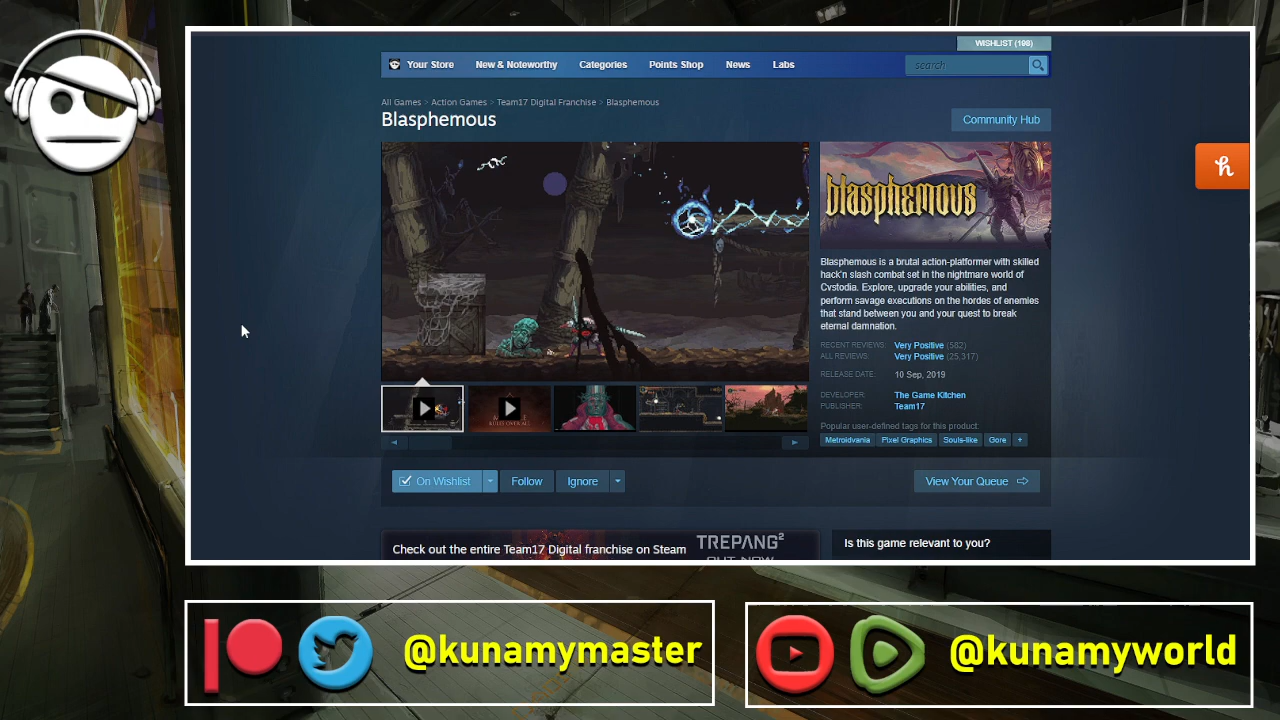 WISHLIST (198)
Your Store
New & Noteworthy
Categories
Points Shop
News
Labs
search
All Games > Action Games > Team17 Digital Franchise > Blasphemous
Blasphemous
Community Hub
blasphemous
Blasphemous is a brutal action-platformer with skilled
hack'n slash combat set in the nightmare world of
Cvstodia. Explore, upgrade your abilities, and
perform savage executions on the hordes of enemies
that stand between you and your quest to break
eternal damnation.
RECENT REVIEWS: Very Positive (582)
ALL REVIEWS: Very Positive (25,317)
RELEASE DATE: 10 Sep, 2019
DEVELOPER: The Game Kitchen
PUBLISHER: Team17
Popular user-defined tags for this product:
Metroidvania
Pixel Graphics
Souls-like
Gore
+
On Wishlist
Follow
Ignore
View Your Queue
Check out the entire Team17 Digital franchise on Steam
TREPANG²
OUT NOW
Is this game relevant to you?
@kunamymaster
@kunamyworld